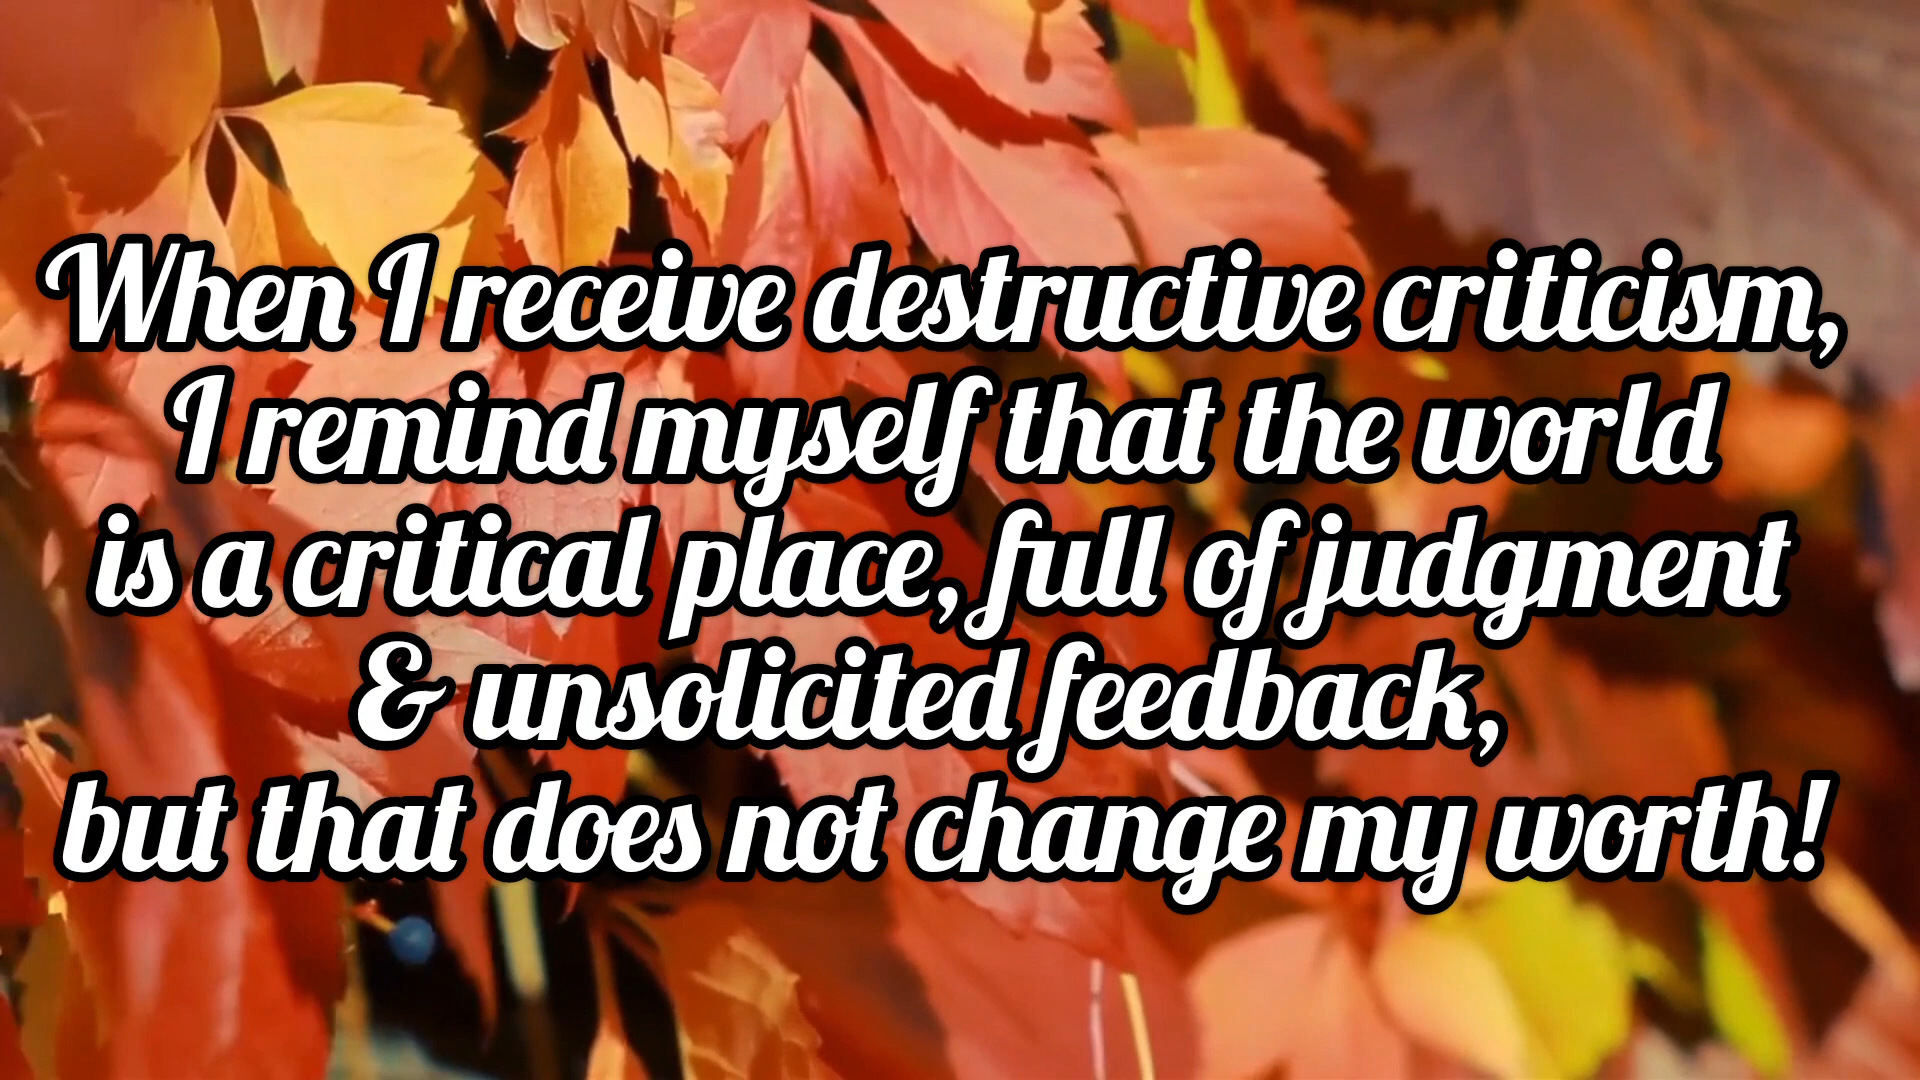 When I receive destructive criticism,
I remind myself that the world
is a critical place, full of judgment
& unsolicited feedback,
but that does not change my worth!